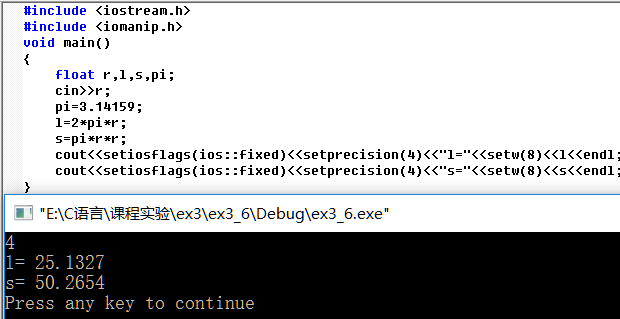 #include <iostream.h>
#include <iomanip.h>
void main()
{
    float r,l,s,pi;
    cin>>r;
    pi=3.14159;
    l=2*pi*r;
    s=pi*r*r;
    cout<<setiosflags(ios::fixed)<<setprecision(4)<<"l="<<setw(8)<<l<<endl;
    cout<<setiosflags(ios::fixed)<<setprecision(4)<<"s="<<setw(8)<<s<<endl;
}
"E:\C语言\课程实验\ex3\ex3_6\Debug\ex3_6.exe"
4
l= 25.1327
s= 50.2654
Press any key to continue